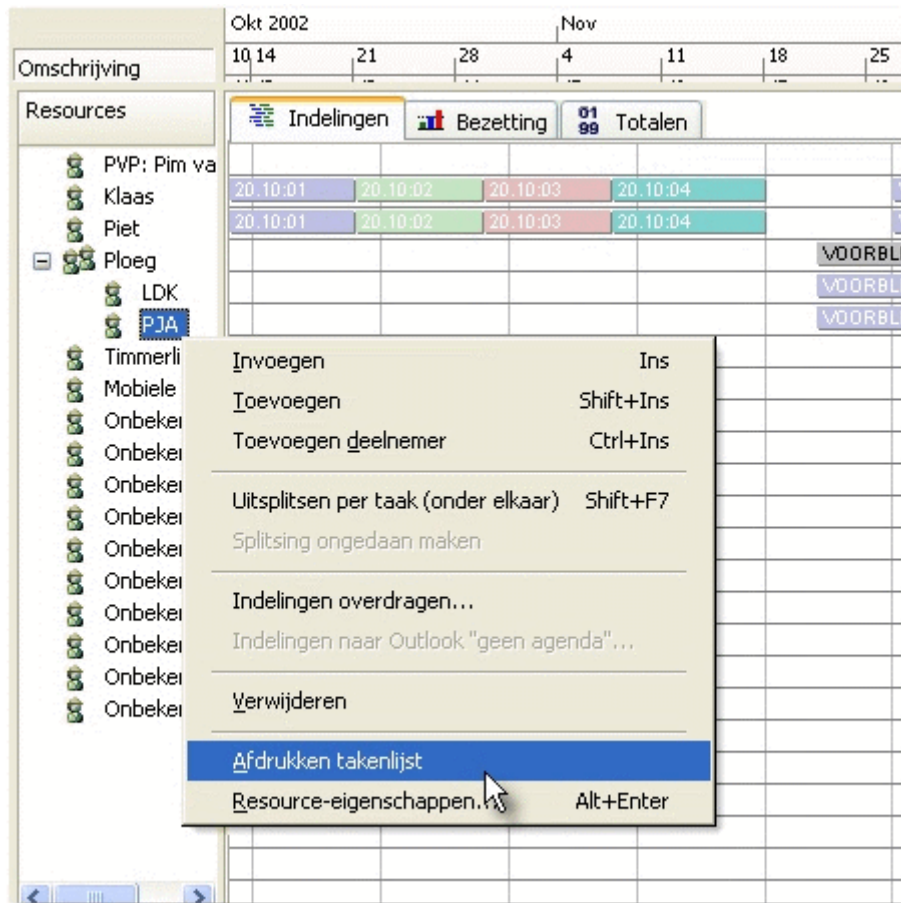 Okt 2002 Nov
10 14 21 28 4 11 18 25
Omschrijving
Resources
Indelingen Bezetting 01 99 Totalen
PVP: Pim va
Klaas 20.10:01 20.10:02 20.10:03 20.10:04
Piet 20.10:01 20.10:02 20.10:03 20.10:04
Ploeg VOORBL
LDK VOORBL
PJA VOORBL
Timmerli
Mobiele
Onbeker
Onbeker
Onbeker
Onbeker
Onbeker
Onbeker
Onbeker
Onbeker
Onbeker
Onbeker
Invoegen Ins
Toevoegen Shift+Ins
Toevoegen deelnemer Ctrl+Ins
Uitsplitsen per taak (onder elkaar) Shift+F7
Splitsing ongedaan maken
Indelingen overdragen...
Indelingen naar Outlook "geen agenda"...
Verwijderen
Afdrukken takenlijst
Resource-eigenschappen... Alt+Enter